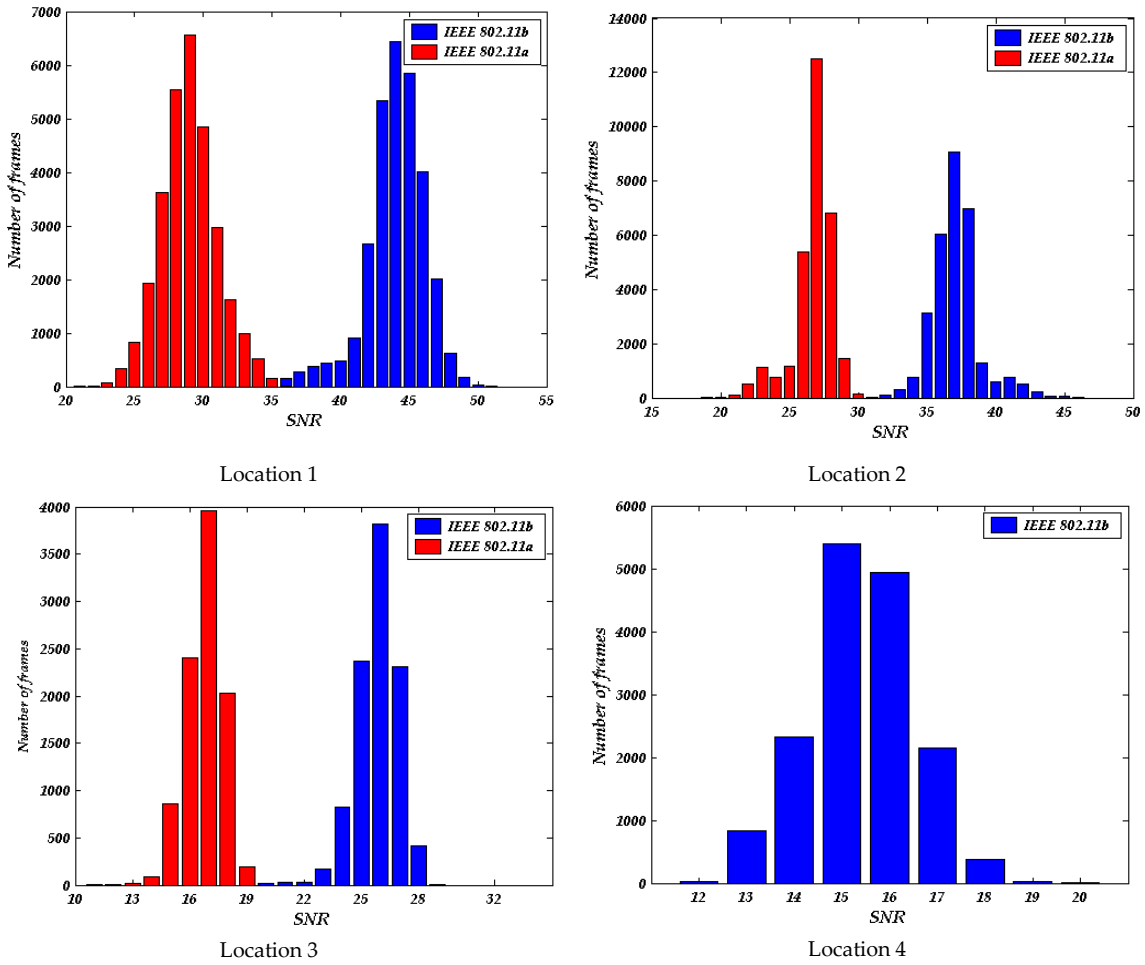 7000
6000
5000
4000
3000
2000
1000
0
Number of frames
IEEE 802.11b
IEEE 802.11a
20 25 30 35 40 45 50 55
SNR
Location 1
14000
12000
10000
8000
6000
4000
2000
0
Number of frames
IEEE 802.11b
IEEE 802.11a
15 20 25 30 35 40 45 50
SNR
Location 2
4000
3500
3000
2500
2000
1500
1000
500
0
Number of frames
IEEE 802.11b
IEEE 802.11a
10 13 16 19 22 25 28 32
SNR
Location 3
6000
5000
4000
3000
2000
1000
0
Number of frames
IEEE 802.11b
12 13 14 15 16 17 18 19 20
SNR
Location 4